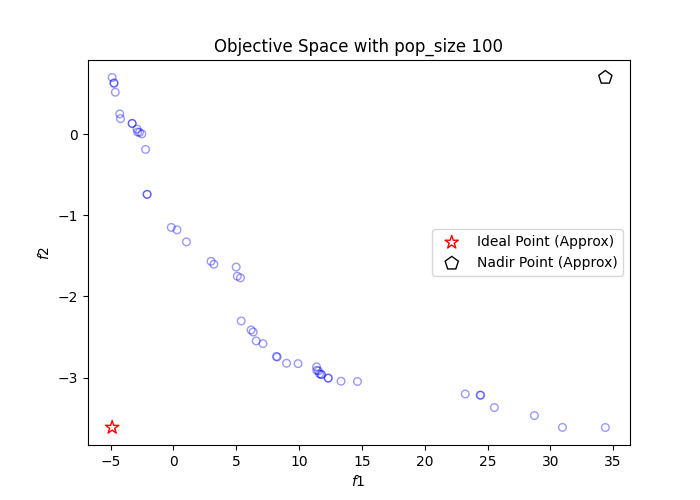 Objective Space with pop_size 100
0
−1
−2
−3
f2
Ideal Point (Approx)
Nadir Point (Approx)
−5
0
5
10
15
20
25
30
35
f1